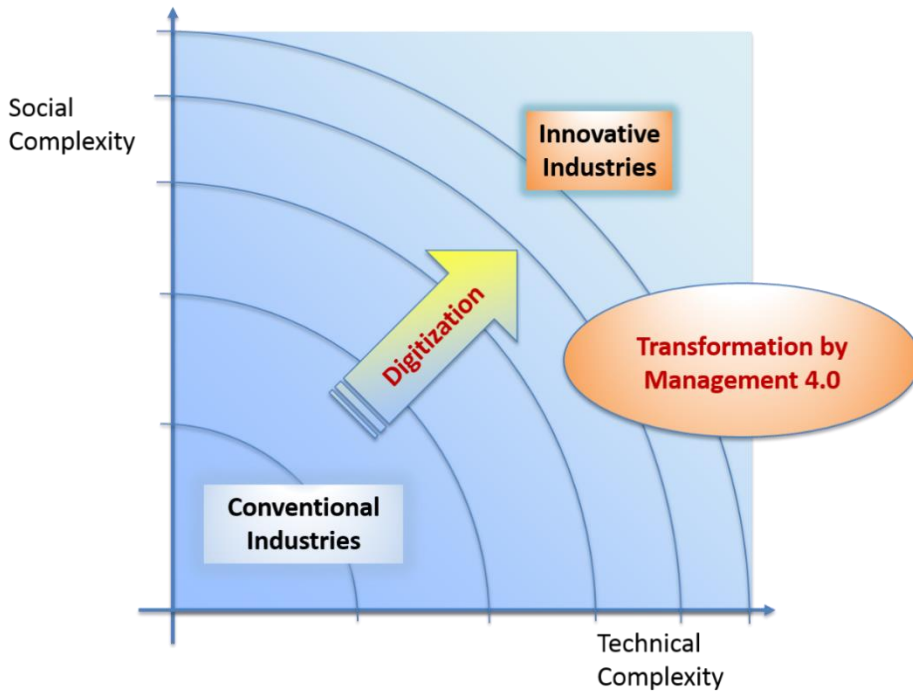 Social
Complexity
Innovative
Industries
Digitization
Transformation by
Management 4.0
Conventional
Industries
Technical
Complexity